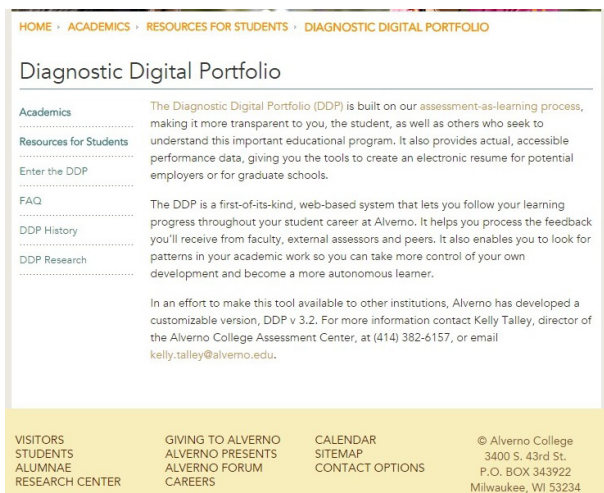 HOME › ACADEMICS › RESOURCES FOR STUDENTS › DIAGNOSTIC DIGITAL PORTFOLIO
Diagnostic Digital Portfolio
Academics
Resources for Students
Enter the DDP
FAQ
DDP History
DDP Research
The Diagnostic Digital Portfolio (DDP) is built on our assessment-as-learning process,
making it more transparent to you, the student, as well as others who seek to
understand this important educational program. It also provides actual, accessible
performance data, giving you the tools to create an electronic resume for potential
employers or for graduate schools.
The DDP is a first-of-its-kind, web-based system that lets you follow your learning
progress throughout your student career at Alverno. It helps you process the feedback
you'll receive from faculty, external assessors and peers. It also enables you to look for
patterns in your academic work so you can take more control of your own
development and become a more autonomous learner.
In an effort to make this tool available to other institutions, Alverno has developed a
customizable version, DDP v 3.2. For more information contact Kelly Talley, director of
the Alverno College Assessment Center, at (414) 382-6157, or email
kelly.talley@alverno.edu.
VISITORS
STUDENTS
ALUMNAE
RESEARCH CENTER
GIVING TO ALVERNO
ALVERNO PRESENTS
ALVERNO FORUM
CAREERS
CALENDAR
SITEMAP
CONTACT OPTIONS
© Alverno College
3400 S. 43rd St.
P.O. BOX 343922
Milwaukee, WI 53234